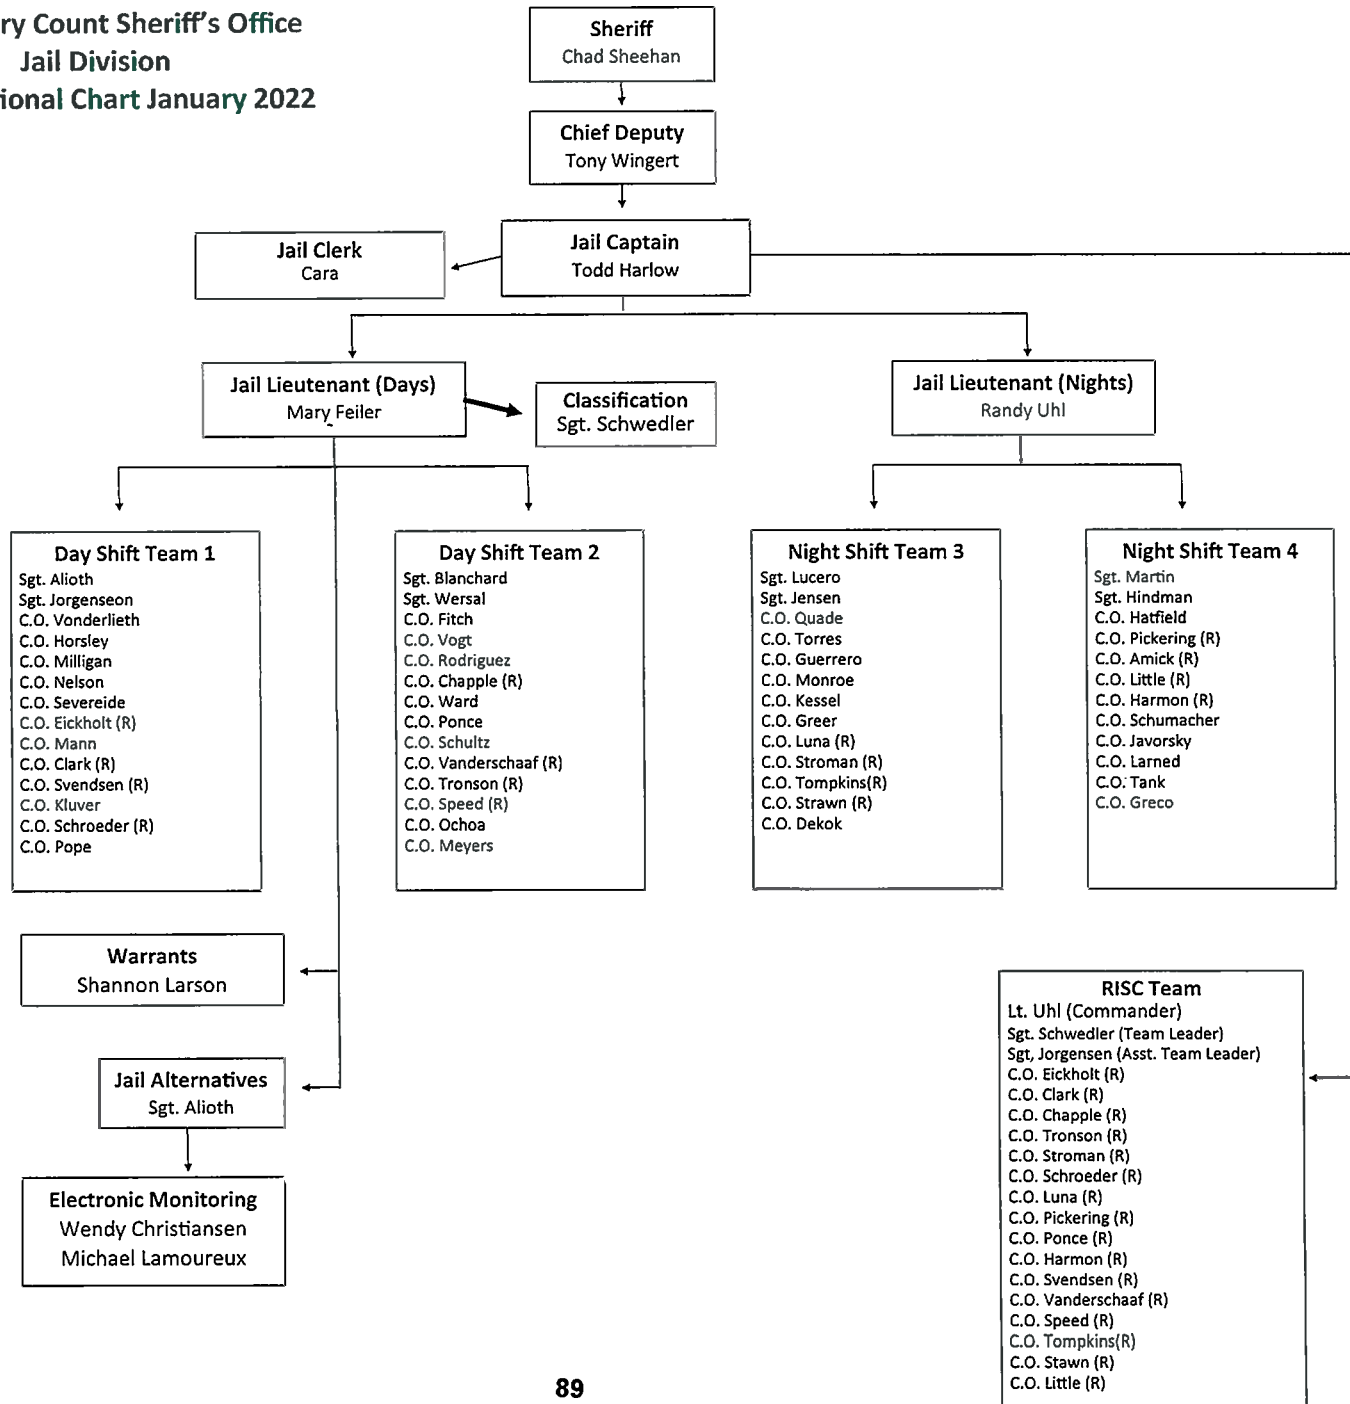 ry Count Sheriff's Office
Jail Division
ional Chart January 2022
Sheriff
Chad Sheehan
Chief Deputy
Tony Wingert
Jail Clerk
Cara
Jail Captain
Todd Harlow
Jail Lieutenant (Days)
Mary Feiler
Classification
Sgt. Schwedler
Jail Lieutenant (Nights)
Randy Uhl
Day Shift Team 1
Sgt. Alioth
Sgt. Jorgenseon
C.O. Vonderlieth
C.O. Horsley
C.O. Milligan
C.O. Nelson
C.O. Severeide
C.O. Eickholt (R)
C.O. Mann
C.O. Clark (R)
C.O. Svendsen (R)
C.O. Kluver
C.O. Schroeder (R)
C.O. Pope
Day Shift Team 2
Sgt. Blanchard
Sgt. Wersal
C.O. Fitch
C.O. Vogt
C.O. Rodriguez
C.O. Chapple (R)
C.O. Ward
C.O. Ponce
C.O. Schultz
C.O. Vanderschaaf (R)
C.O. Tronson (R)
C.O. Speed (R)
C.O. Ochoa
C.O. Meyers
Night Shift Team 3
Sgt. Lucero
Sgt. Jensen
C.O. Quade
C.O. Torres
C.O. Guerrero
C.O. Monroe
C.O. Kessel
C.O. Greer
C.O. Luna (R)
C.O. Stroman (R)
C.O. Tompkins(R)
C.O. Strawn (R)
C.O. Dekok
Night Shift Team 4
Sgt. Martin
Sgt. Hindman
C.O. Hatfield
C.O. Pickering (R)
C.O. Amick (R)
C.O. Little (R)
C.O. Harmon (R)
C.O. Schumacher
C.O. Javorsky
C.O. Larned
C.O. Tank
C.O. Greco
Warrants
Shannon Larson
Jail Alternatives
Sgt. Alioth
Electronic Monitoring
Wendy Christiansen
Michael Lamoureux
RISC Team
Lt. Uhl (Commander)
Sgt. Schwedler (Team Leader)
Sgt, Jorgensen (Asst. Team Leader)
C.O. Eickholt (R)
C.O. Clark (R)
C.O. Chapple (R)
C.O. Tronson (R)
C.O. Stroman (R)
C.O. Schroeder (R)
C.O. Luna (R)
C.O. Pickering (R)
C.O. Ponce (R)
C.O. Harmon (R)
C.O. Svendsen (R)
C.O. Vanderschaaf (R)
C.O. Speed (R)
C.O. Tompkins(R)
C.O. Stawn (R)
C.O. Little (R)
89